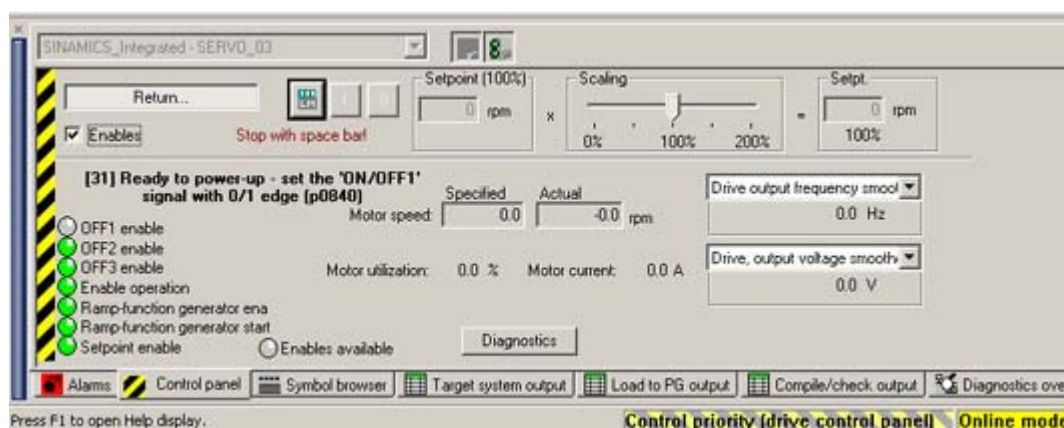 SINAMICS_Integrated - SERVO_03
Setpoint (100%)
Scaling
Setpt.
Return...
0 rpm
x
=
0 rpm
Enables
Stop with space bar!
0% 100% 200%
100%
[31] Ready to power-up - set the 'ON/OFF1'
signal with 0/1 edge (p0840)
Specified Actual
Motor speed: 0.0 -0.0 rpm
Drive output frequency smoot
0.0 Hz
OFF1 enable
OFF2 enable
OFF3 enable
Motor utilization: 0.0 % Motor current: 0.0 A
Drive, output voltage smooth
0.0 V
Enable operation
Ramp-function generator ena
Ramp-function generator start
Setpoint enable
Enables available
Diagnostics
Alarms
Control panel
Symbol browser
Target system output
Load to PG output
Compile/check output
Diagnostics ove
Press F1 to open Help display.
Control priority (drive control panel)
Online mode